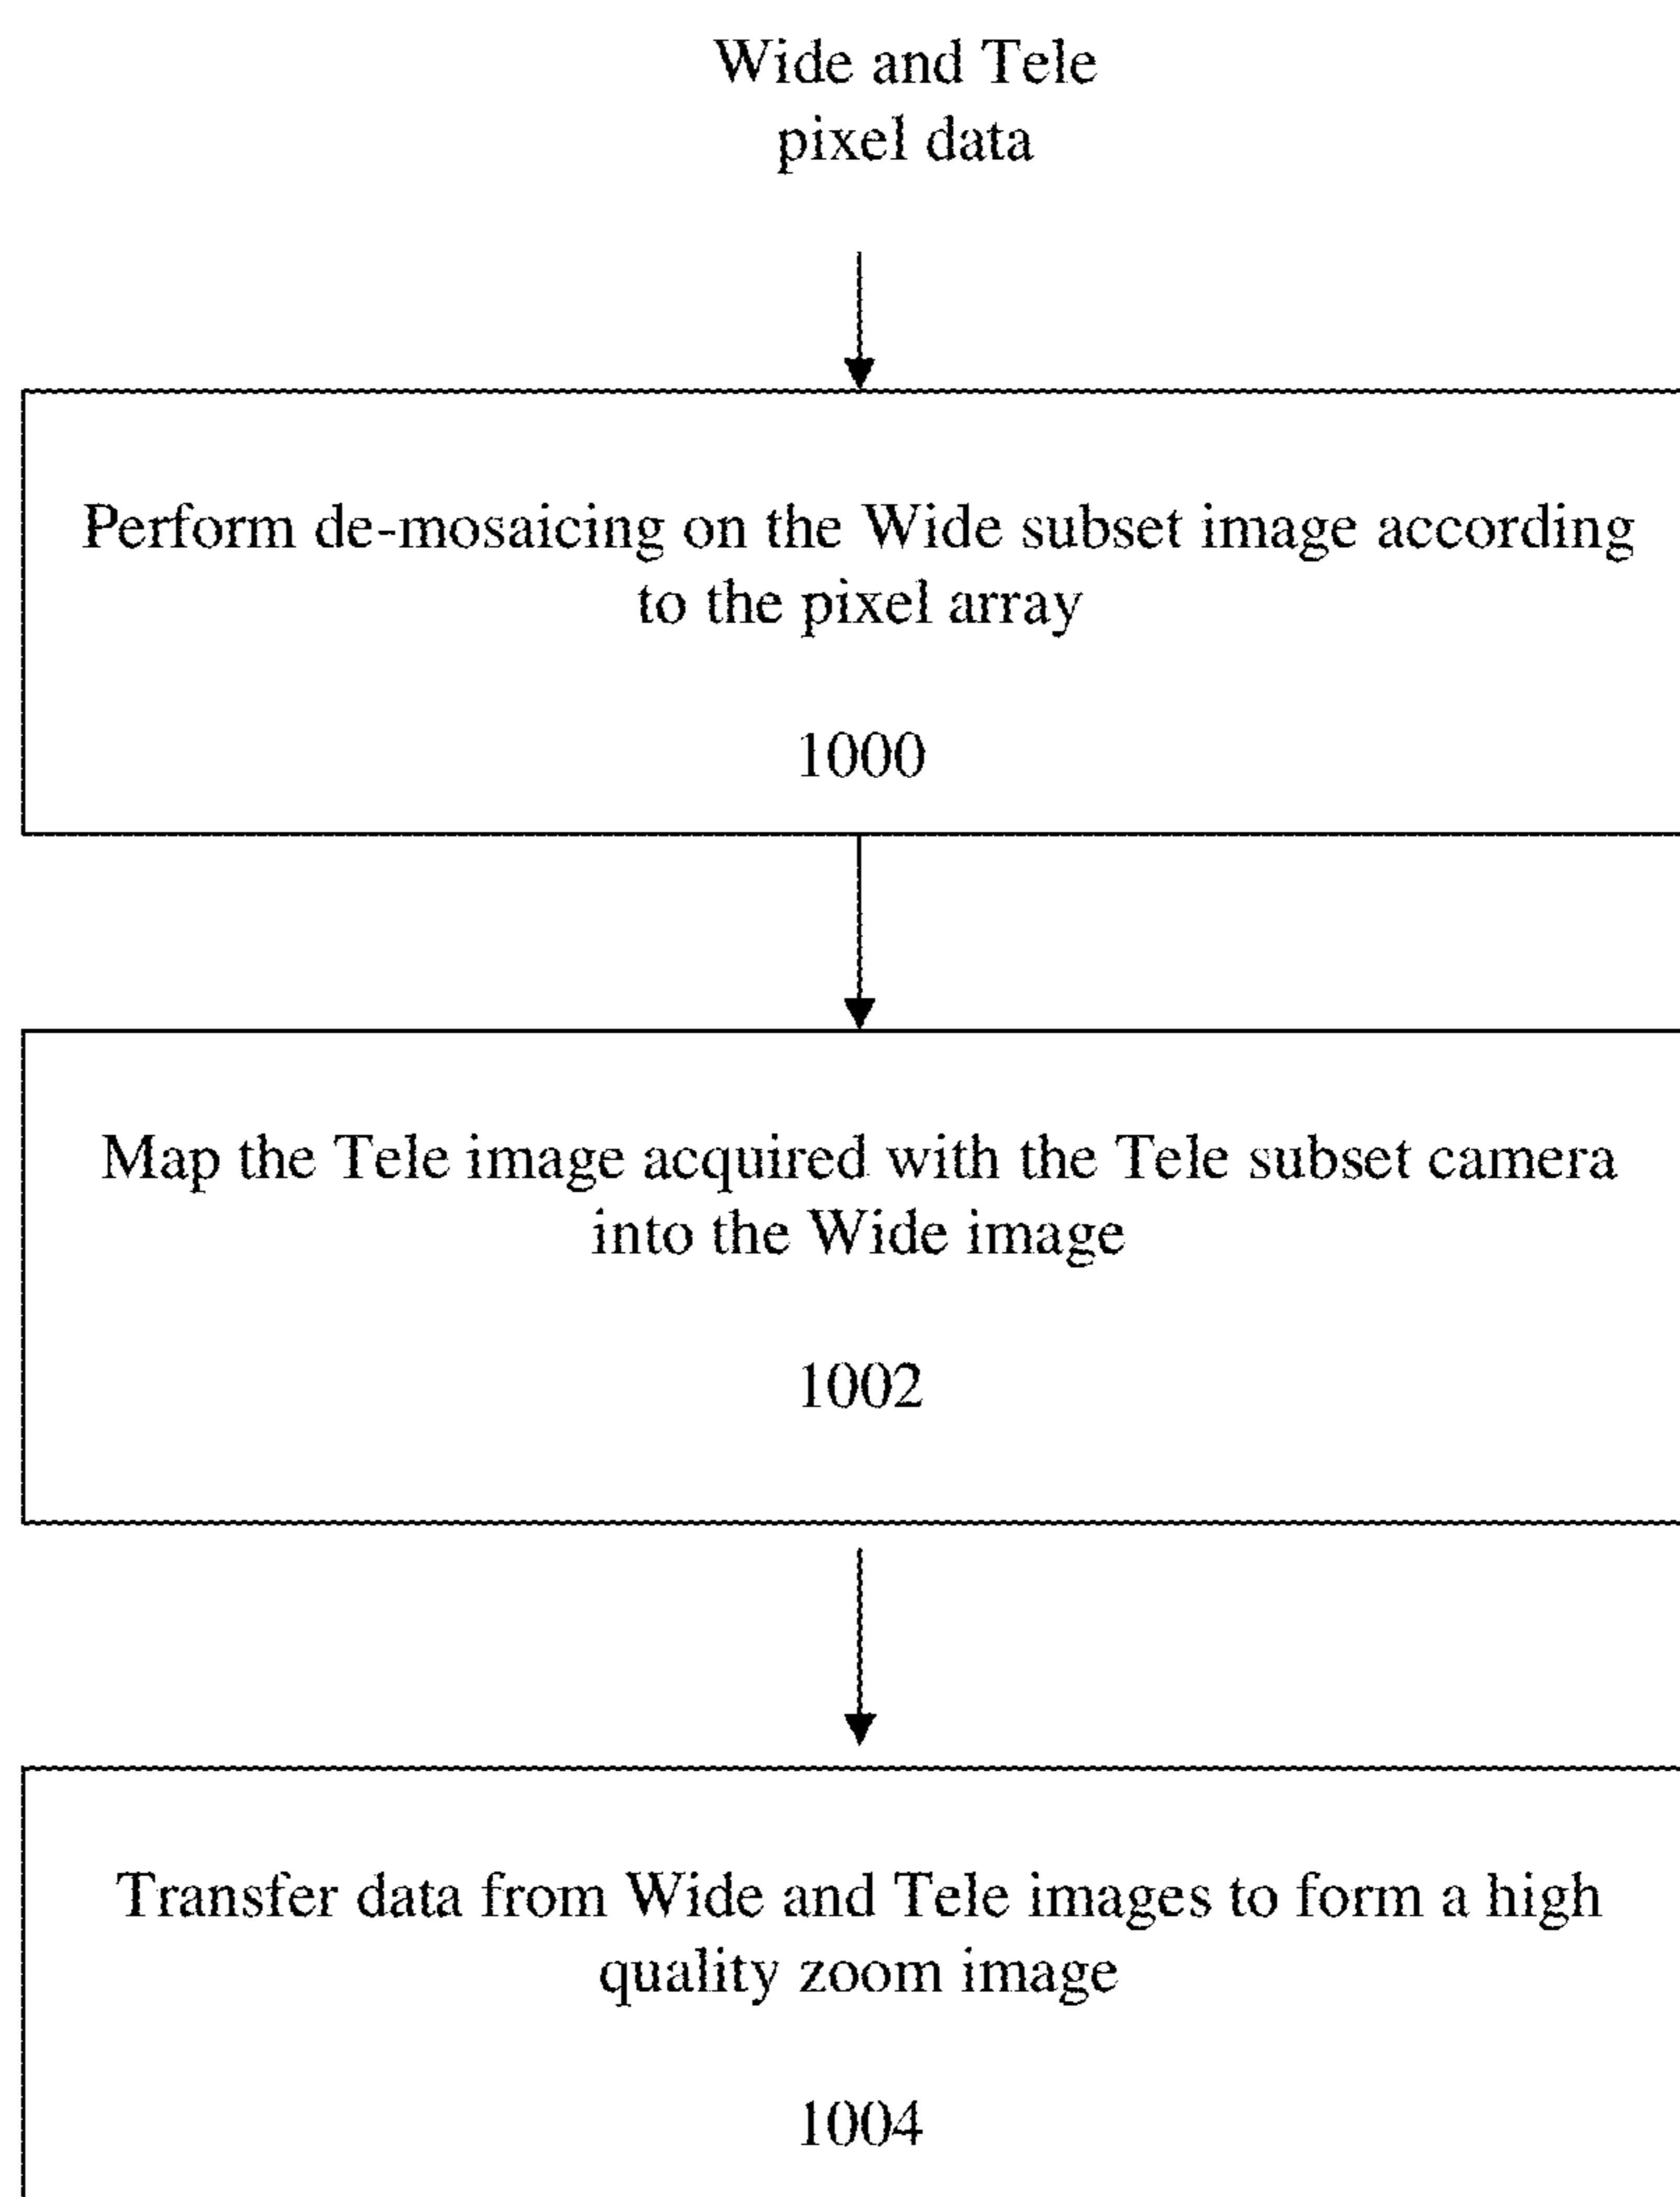 Wide and Tele
pixel data
Perform de-mosaicing on the Wide subset image according
to the pixel array
1000
Map the Tele image acquired with the Tele subset camera
into the Wide image
1002
Transfer data from Wide and Tele images to form a high
quality zoom image
1004